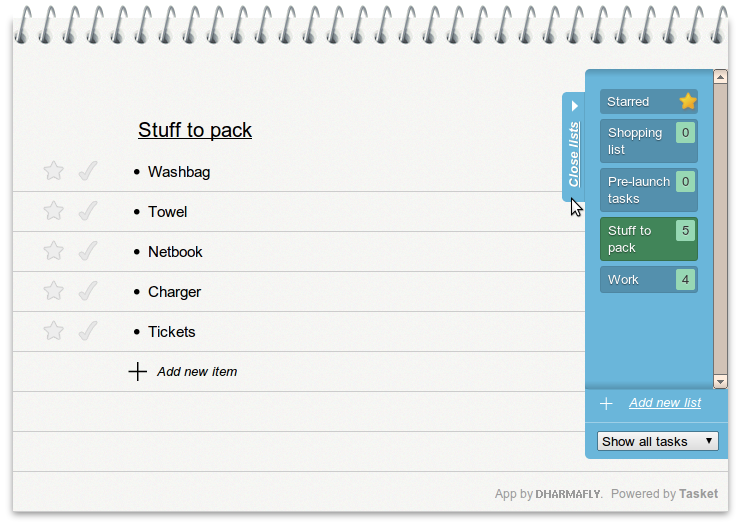 Stuff to pack
Washbag
Towel
Netbook
Charger
Tickets
Add new item
Close lists
Starred
Shopping
list
0
Pre-launch
tasks
0
Stuff to
pack
5
Work
4
Add new list
Show all tasks
App by DHARMAFLY. Powered by Tasket